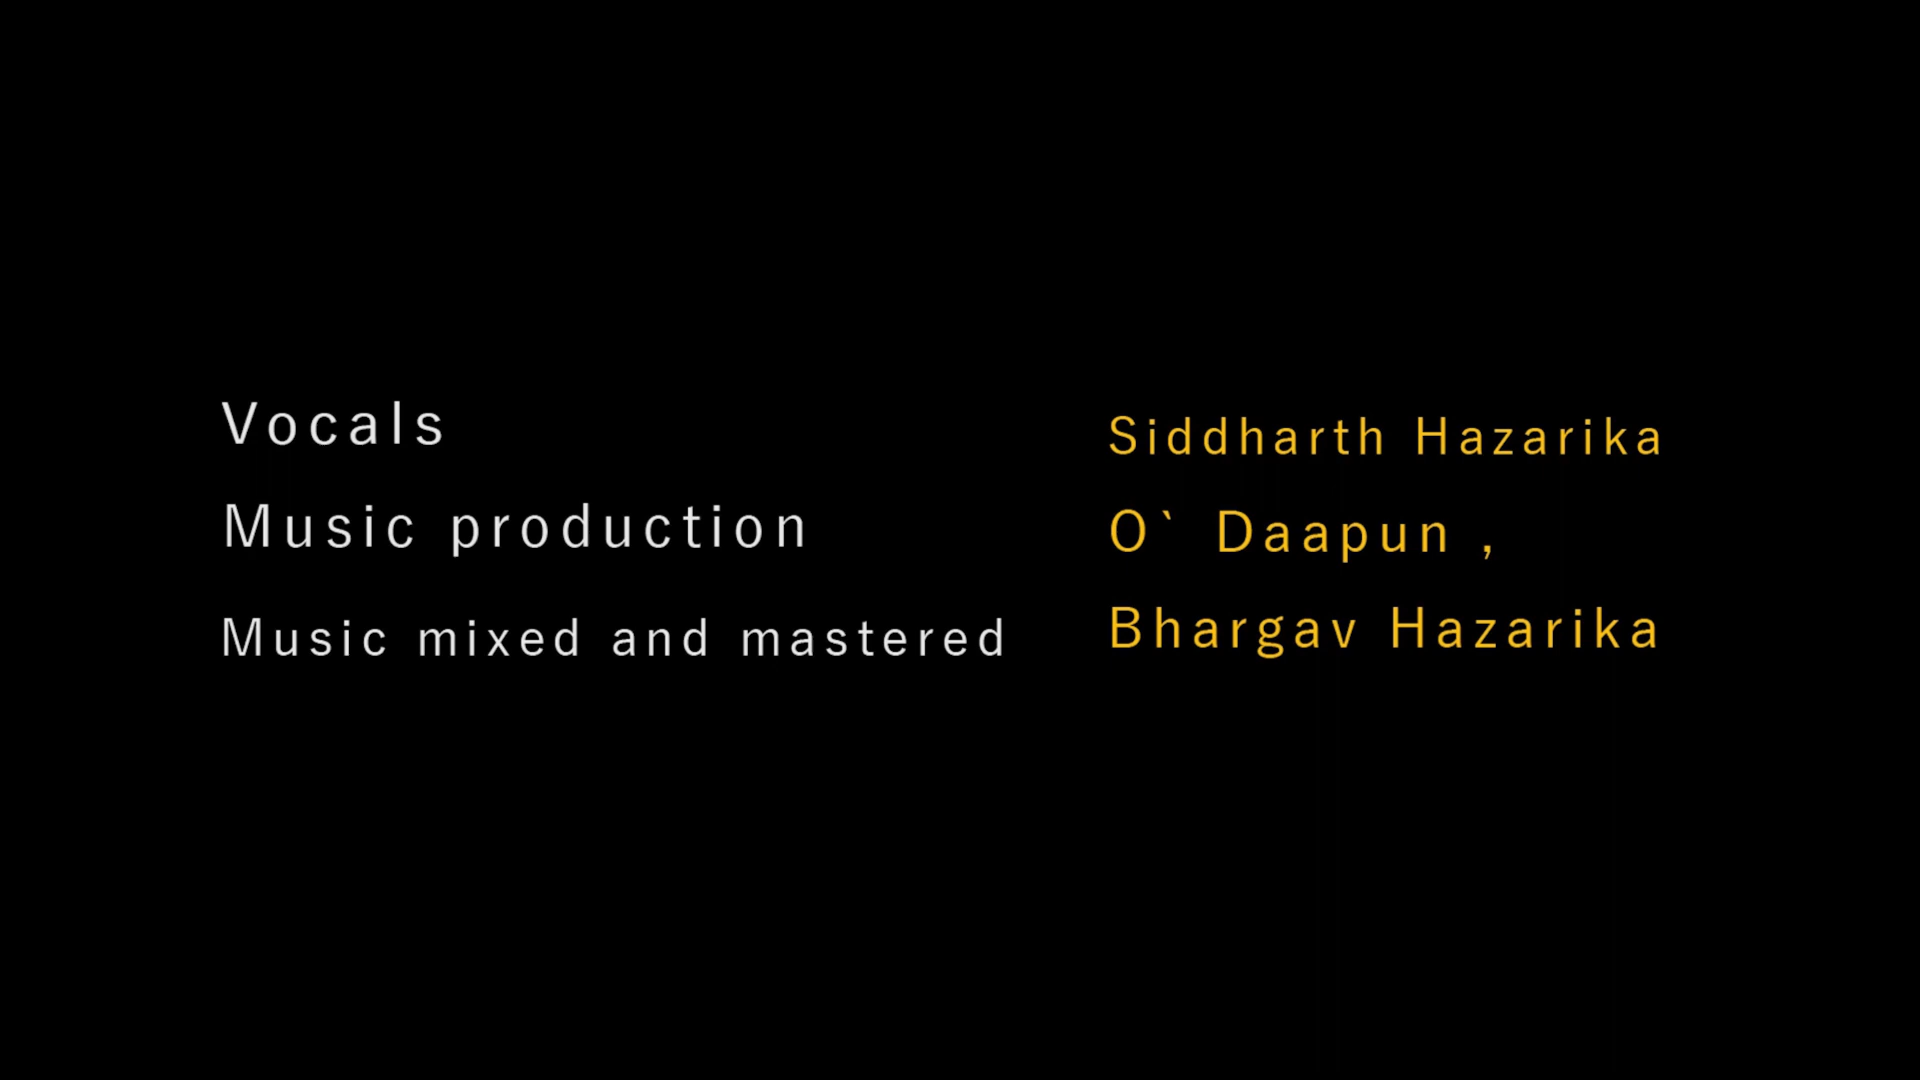 Vocals
Siddharth Hazarika
Music production
O` Daapun ,
Music mixed and mastered
Bhargav Hazarika